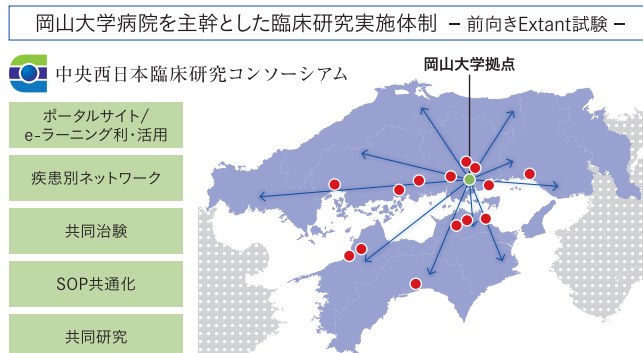 岡山大学病院を主幹とした臨床研究実施体制 − 前向きExtant試験 −
中央西日本臨床研究コンソーシアム
岡山大学拠点
ポータルサイト/
e-ラーニング利・活用
疾患別ネットワーク
共同治験
SOP共通化
共同研究